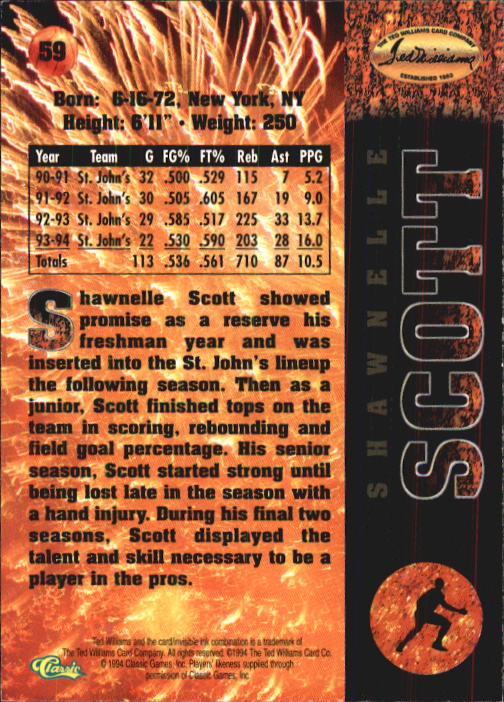 59
Born: 6-16-72, New York, NY
Height: 6'11" • Weight: 250
Year Team G FG% FT% Reb Ast PPG
90-91 St. John's 32 .500 .529 115 7 5.2
91-92 St. John's 30 .505 .605 167 19 9.0
92-93 St. John's 29 .585 .517 225 33 13.7
93-94 St. John's 22 .530 .590 203 28 16.0
Totals 113 .536 .561 710 87 10.5
Shawnelle Scott showed
promise as a reserve his
freshman year and was
inserted into the St. John's lineup
the following season. Then as a
junior, Scott finished tops on the
team in scoring, rebounding and
field goal percentage. His senior
season, Scott started strong until
being lost late in the season with
a hand injury. During his final two
seasons, Scott displayed the
talent and skill necessary to be a
player in the pros.
Ted Williams and the card/invisible ink combination is a trademark of
The Ted Williams Card Company. All rights reserved. ©1994 The Ted Williams Card Co.
© 1994 Classic Games, Inc. Players' likeness supplied through
permission of Classic Games, Inc.
Classic
THE TED WILLIAMS CARD COMPANY
Ted Williams
ESTABLISHED 1993
SHAWNELLE
SCOTT